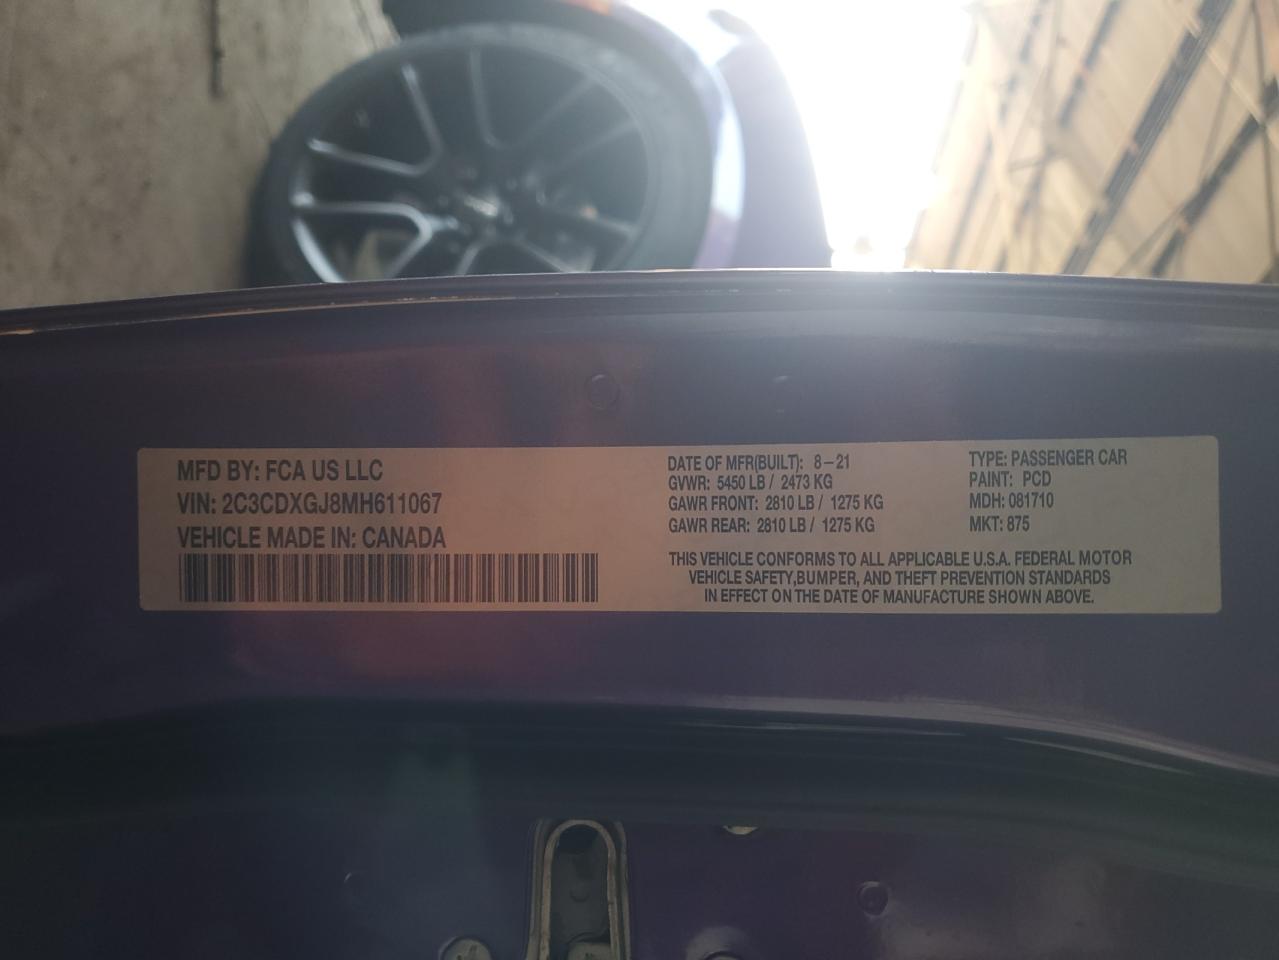 MFD BY: FCA US LLC
VIN: 2C3CDXGJ8MH611067
VEHICLE MADE IN: CANADA
DATE OF MFR(BUILT): 8–21
GVWR: 5450 LB / 2473 KG
GAWR FRONT: 2810 LB / 1275 KG
GAWR REAR: 2810 LB / 1275 KG
TYPE: PASSENGER CAR
PAINT: PCD
MDH: 081710
MKT: 875
THIS VEHICLE CONFORMS TO ALL APPLICABLE U.S.A. FEDERAL MOTOR
VEHICLE SAFETY,BUMPER, AND THEFT PREVENTION STANDARDS
IN EFFECT ON THE DATE OF MANUFACTURE SHOWN ABOVE.